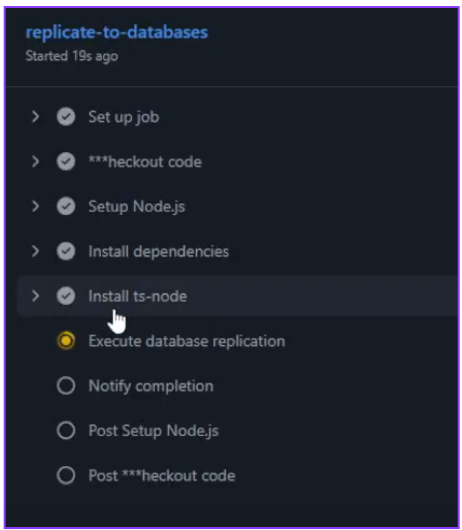 replicate-to-databases
Started 19s ago
Set up job
***heckout code
Setup Node.js
Install dependencies
Install ts-node
Execute database replication
Notify completion
Post Setup Node.js
Post ***heckout code